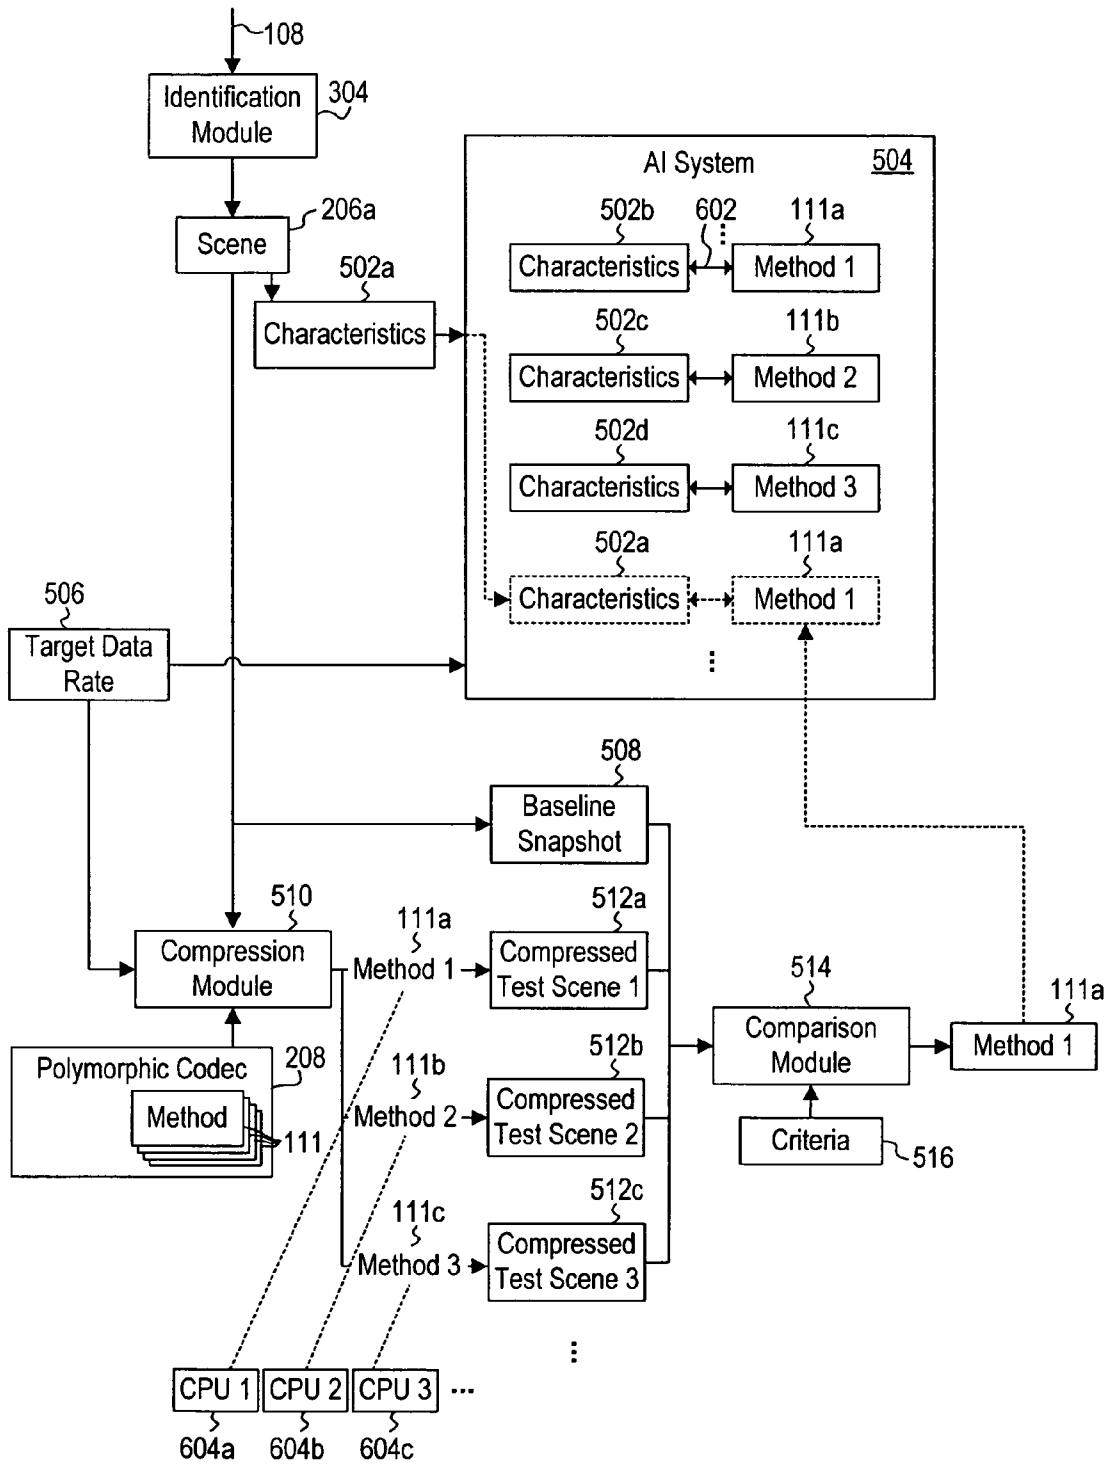 108
Identification
Module
304
Scene
206a
502a
Characteristics
AI System
504
502b
602
111a
Characteristics
Method 1
502c
111b
Characteristics
Method 2
502d
111c
Characteristics
Method 3
502a
111a
Characteristics
Method 1
506
Target Data
Rate
508
Baseline
Snapshot
510
Compression
Module
111a
Method 1
512a
Compressed
Test Scene 1
Polymorphic Codec
208
Method
111
111b
Method 2
512b
Compressed
Test Scene 2
514
Comparison
Module
111a
Method 1
Criteria
516
111c
Method 3
512c
Compressed
Test Scene 3
CPU 1
CPU 2
CPU 3
604a
604b
604c